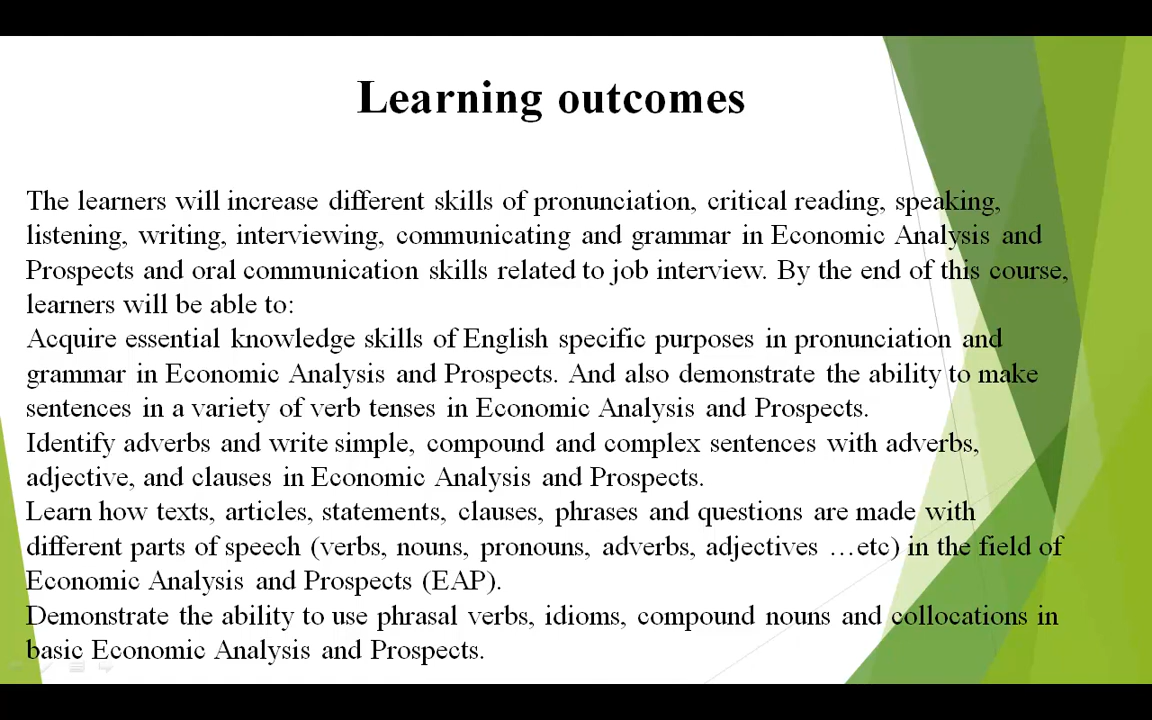 Learning outcomes
The learners will increase different skills of pronunciation, critical reading, speaking,
listening, writing, interviewing, communicating and grammar in Economic Analysis and
Prospects and oral communication skills related to job interview. By the end of this course,
learners will be able to:
Acquire essential knowledge skills of English specific purposes in pronunciation and
grammar in Economic Analysis and Prospects. And also demonstrate the ability to make
sentences in a variety of verb tenses in Economic Analysis and Prospects.
Identify adverbs and write simple, compound and complex sentences with adverbs,
adjective, and clauses in Economic Analysis and Prospects.
Learn how texts, articles, statements, clauses, phrases and questions are made with
different parts of speech (verbs, nouns, pronouns, adverbs, adjectives …etc) in the field of
Economic Analysis and Prospects (EAP).
Demonstrate the ability to use phrasal verbs, idioms, compound nouns and collocations in
basic Economic Analysis and Prospects.